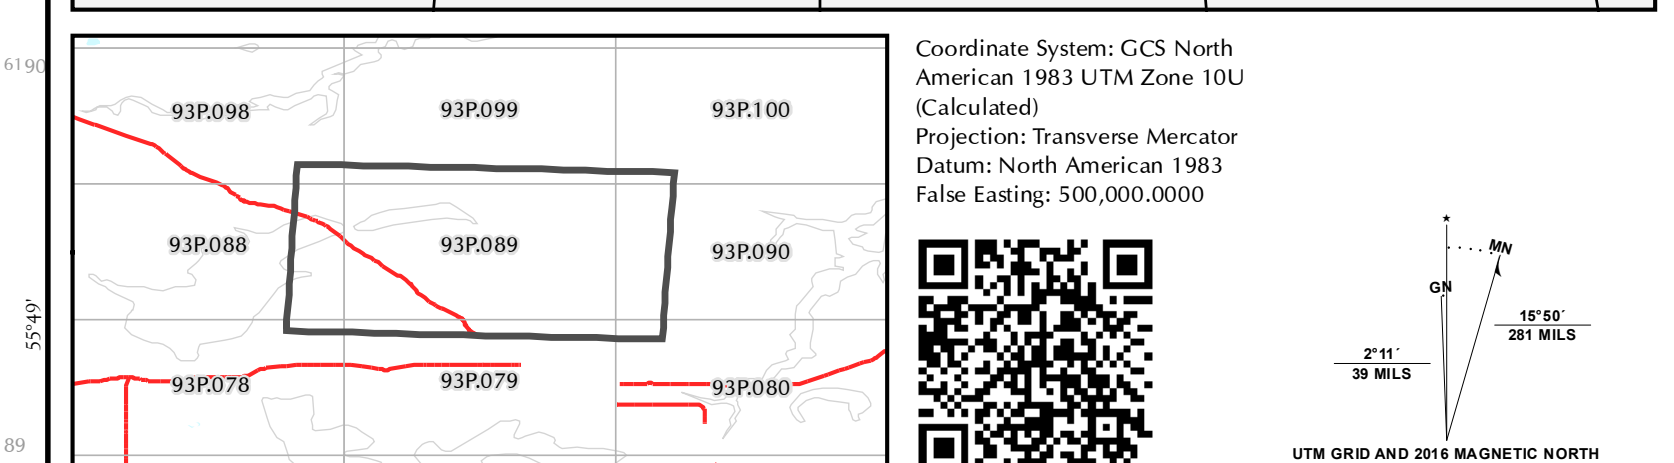 6190
93P.098
93P.099
93P.100
93P.088
93P.089
93P.090
55°49'
93P.078
93P.079
93P.080
89
Coordinate System: GCS North
American 1983 UTM Zone 10U
(Calculated)
Projection: Transverse Mercator
Datum: North American 1983
False Easting: 500,000.0000
MN
GN
15°50´
281 MILS
2°11´
39 MILS
UTM GRID AND 2016 MAGNETIC NORTH